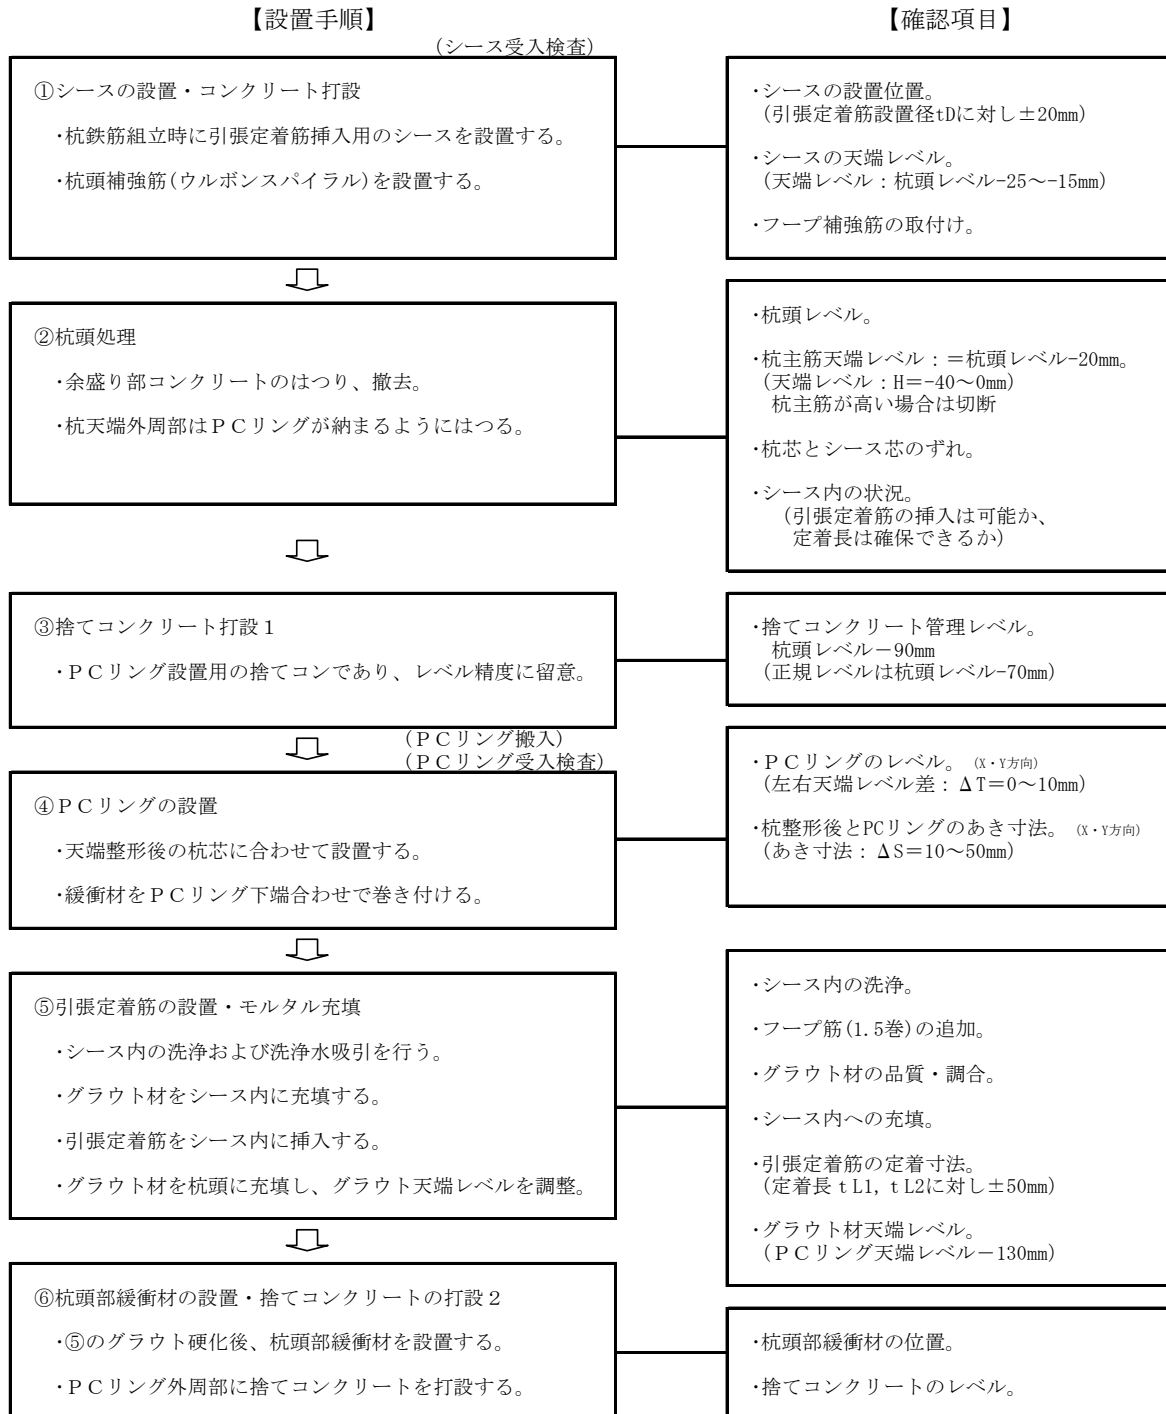 【設置手順】
【確認項目】
(シース受入検査)
①シースの設置・コンクリート打設
・杭鉄筋組立時に引張定着筋挿入用のシースを設置する。
・杭頭補強筋(ウルボンスパイラル)を設置する。
・シースの設置位置。
(引張定着筋設置径tDに対し±20mm)
・シースの天端レベル。
(天端レベル：杭頭レベル-25～-15mm)
・フープ補強筋の取付け。
②杭頭処理
・余盛り部コンクリートのはつり、撤去。
・杭天端外周部はＰＣリングが納まるようにはつる。
・杭頭レベル。
・杭主筋天端レベル：＝杭頭レベル-20mm。
(天端レベル：H＝-40～0mm)
杭主筋が高い場合は切断
・杭芯とシース芯のずれ。
・シース内の状況。
(引張定着筋の挿入は可能か、
定着長は確保できるか)
③捨てコンクリート打設１
・ＰＣリング設置用の捨てコンであり、レベル精度に留意。
・捨てコンクリート管理レベル。
杭頭レベル－90mm
(正規レベルは杭頭レベル-70mm)
(ＰＣリング搬入)
(ＰＣリング受入検査)
④ＰＣリングの設置
・天端整形後の杭芯に合わせて設置する。
・緩衝材をＰＣリング下端合わせで巻き付ける。
・ＰＣリングのレベル。 (X・Y方向)
(左右天端レベル差：ΔT＝0～10mm)
・杭整形後とPCリングのあき寸法。 (X・Y方向)
(あき寸法：ΔS＝10～50mm)
⑤引張定着筋の設置・モルタル充填
・シース内の洗浄および洗浄水吸引を行う。
・グラウト材をシース内に充填する。
・引張定着筋をシース内に挿入する。
・グラウト材を杭頭に充填し、グラウト天端レベルを調整。
・シース内の洗浄。
・フープ筋(1.5巻)の追加。
・グラウト材の品質・調合。
・シース内への充填。
・引張定着筋の定着寸法。
(定着長ｔL1,ｔL2に対し±50mm)
・グラウト材天端レベル。
(ＰＣリング天端レベル－130mm)
⑥杭頭部緩衝材の設置・捨てコンクリートの打設２
・⑤のグラウト硬化後、杭頭部緩衝材を設置する。
・ＰＣリング外周部に捨てコンクリートを打設する。
・杭頭部緩衝材の位置。
・捨てコンクリートのレベル。